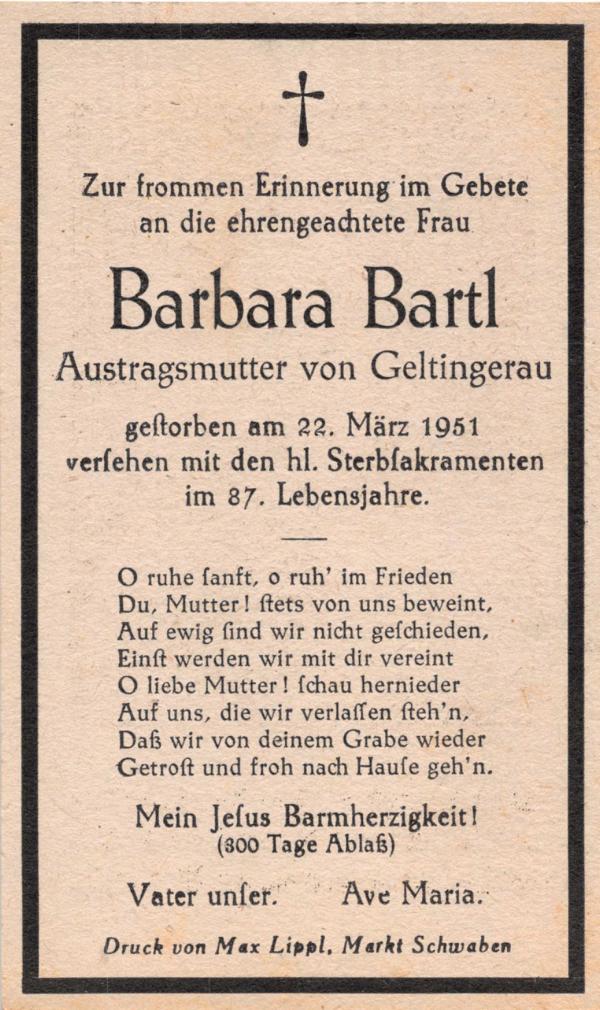 Zur frommen Erinnerung im Gebete
an die ehrengeachtete Frau
Barbara Bartl
Austragsmutter von Geltingerau
geſtorben am 22. März 1951
verſehen mit den hl. Sterbſakramenten
im 87. Lebensjahre.
O ruhe ſanft, o ruh' im Frieden
Du, Mutter! ſtets von uns beweint,
Auf ewig ſind wir nicht geſchieden,
Einſt werden wir mit dir vereint
O liebe Mutter! ſchau hernieder
Auf uns, die wir verlaſſen ſteh'n,
Daß wir von deinem Grabe wieder
Getroſt und froh nach Hauſe geh'n.
Mein Jeſus Barmherzigkeit!
(300 Tage Ablaß)
Vater unſer. Ave Maria.
Druck von Max Lippl, Markt Schwaben